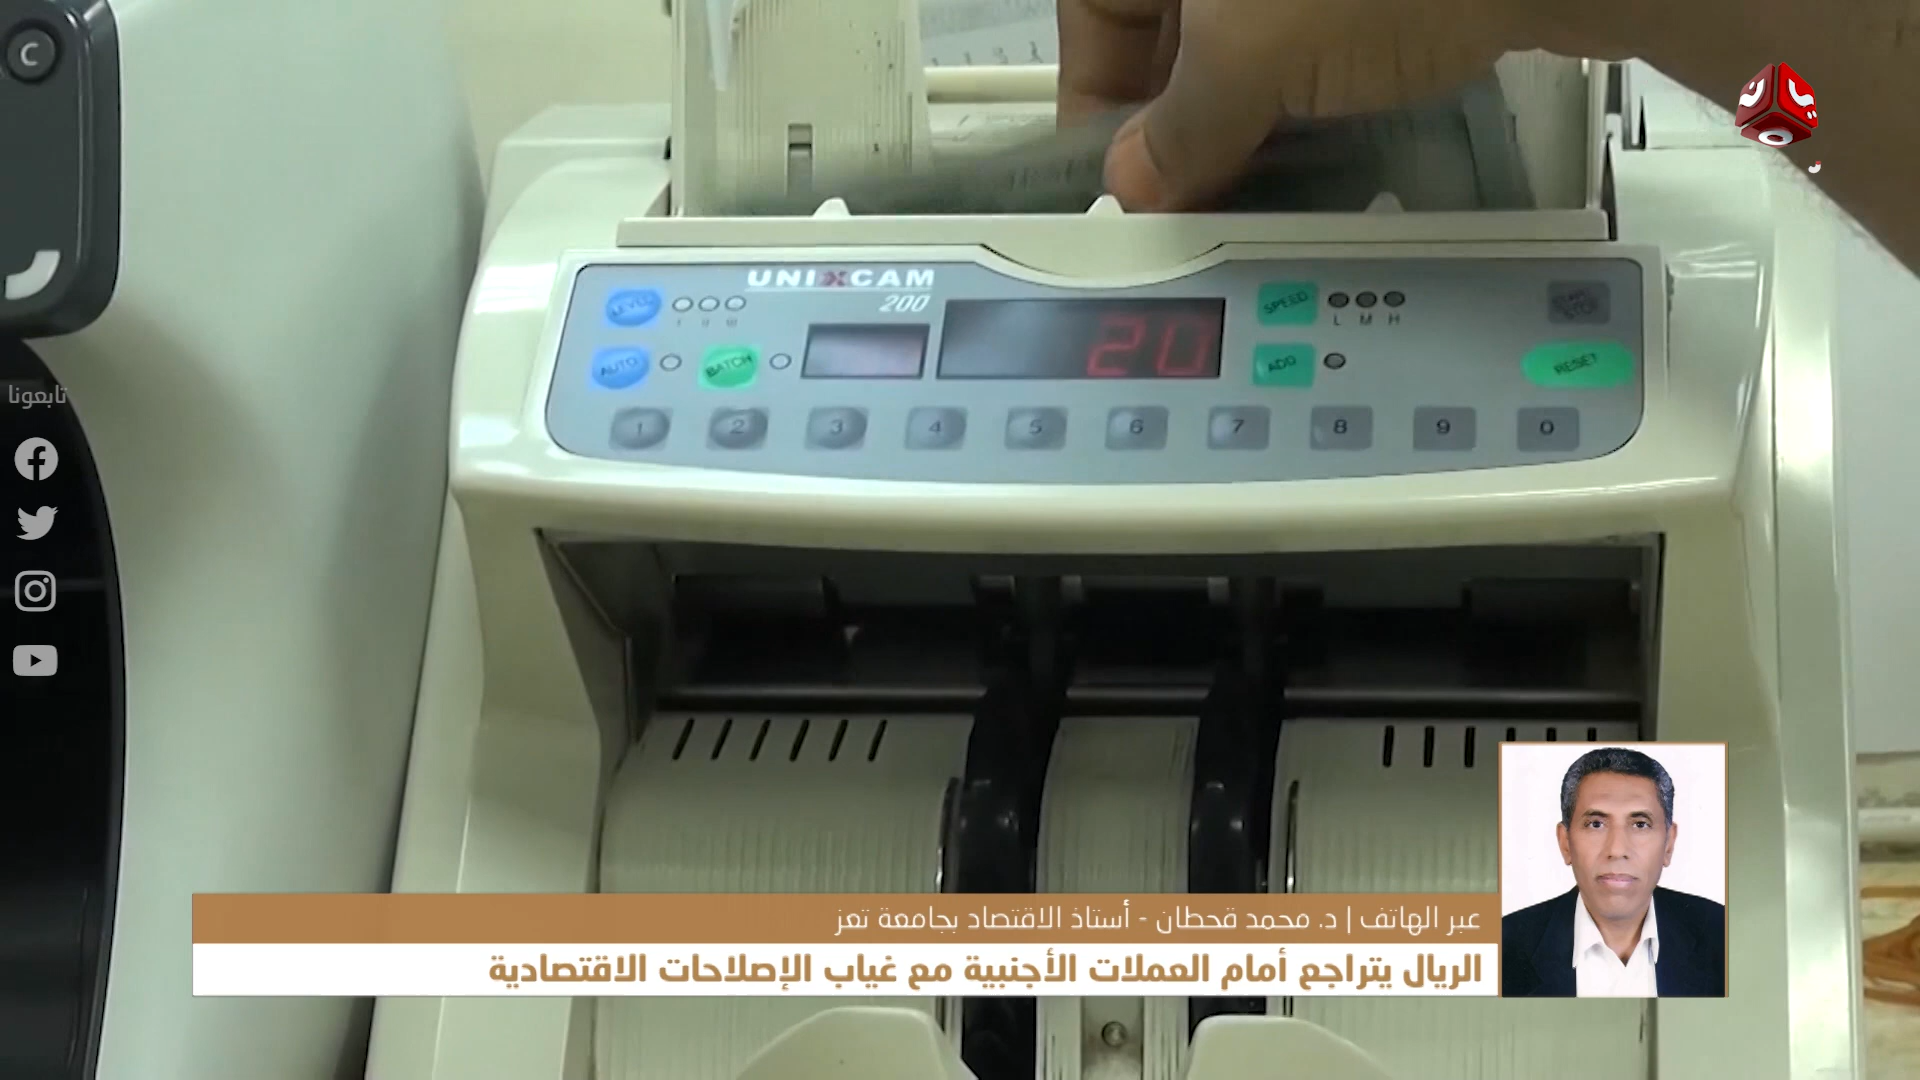 C
UNIXCAM
200
20
LEVEL
AUTO
BATCH
SPEED
L M H
ADD
RESET
1 2 3 4 5 6 7 8 9 0
تابعونا
عبر الهاتف | د. محمد قحطان - أستاذ الاقتصاد بجامعة تعز
الريال يتراجع أمام العملات الأجنبية مع غياب الإصلاحات الاقتصادية